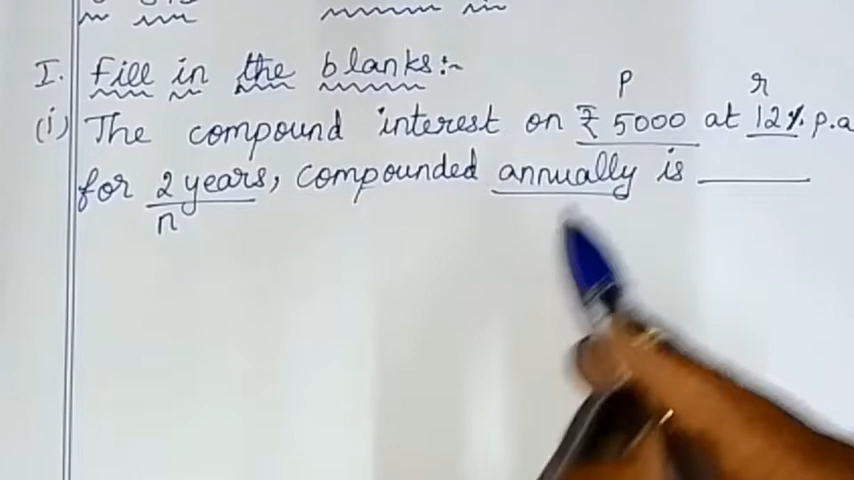 I. Fill in the blanks:-
P r
(i) The compound interest on ₹ 5000 at 12% p.a
for 2 years, compounded annually is ______
n